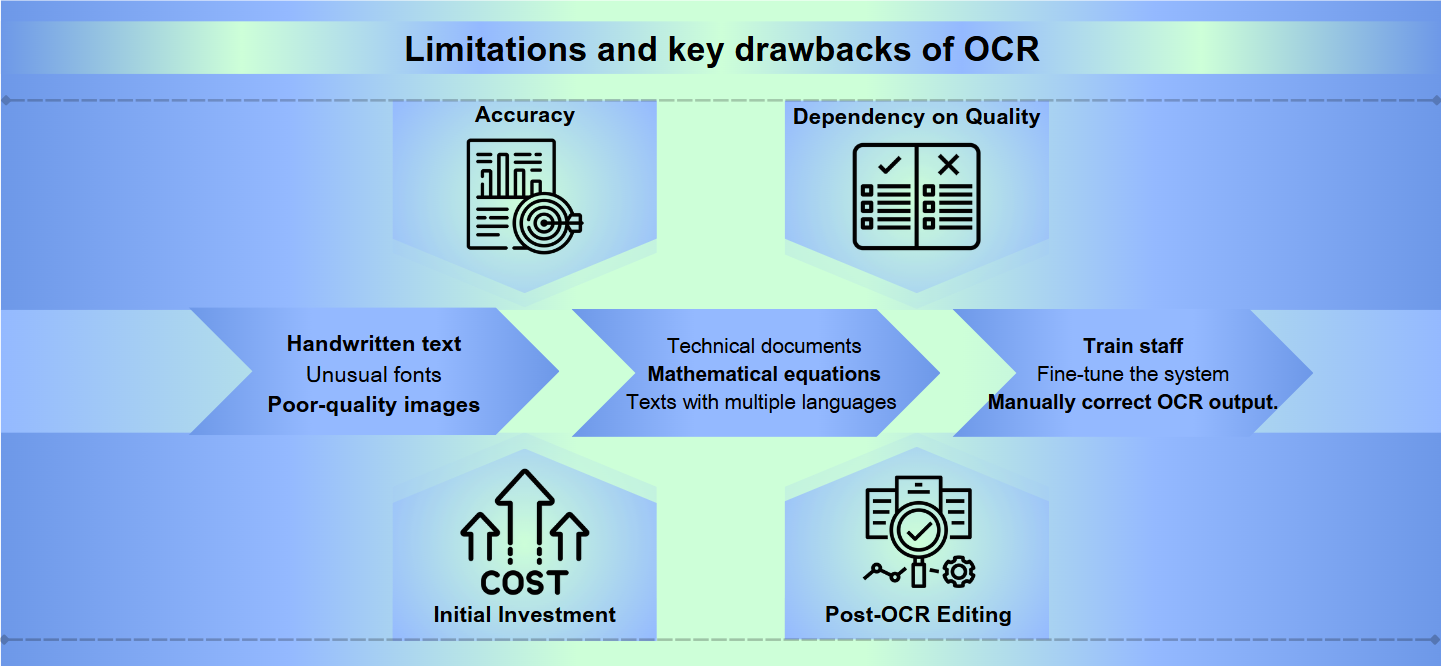 Limitations and key drawbacks of OCR
Accuracy
Dependency on Quality
Handwritten text
Unusual fonts
Poor-quality images
Technical documents
Mathematical equations
Texts with multiple languages
Train staff
Fine-tune the system
Manually correct OCR output.
COST
Initial Investment
Post-OCR Editing